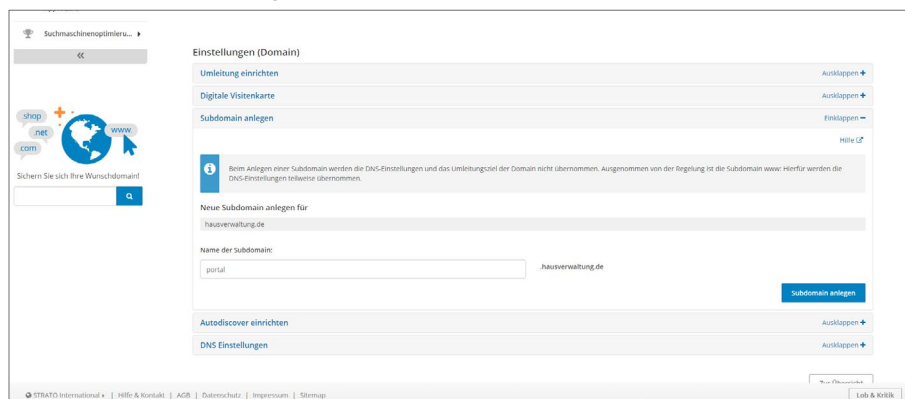 Suchmaschinenoptimieru...
«
shop
.net
com
www
Sichern Sie sich Ihre Wunschdomain!
Einstellungen (Domain)
Umleitung einrichten Ausklappen +
Digitale Visitenkarte Ausklappen +
Subdomain anlegen Einklappen −
Hilfe
Beim Anlegen einer Subdomain werden die DNS-Einstellungen und das Umleitungsziel der Domain nicht übernommen. Ausgenommen von der Regelung ist die Subdomain www: Hierfür werden die
DNS-Einstellungen teilweise übernommen.
Neue Subdomain anlegen für
hausverwaltung.de
Name der Subdomain:
portal .hausverwaltung.de
Subdomain anlegen
Autodiscover einrichten Ausklappen +
DNS Einstellungen Ausklappen +
Zur Übersicht
STRATO International | Hilfe & Kontakt | AGB | Datenschutz | Impressum | Sitemap Lob & Kritik